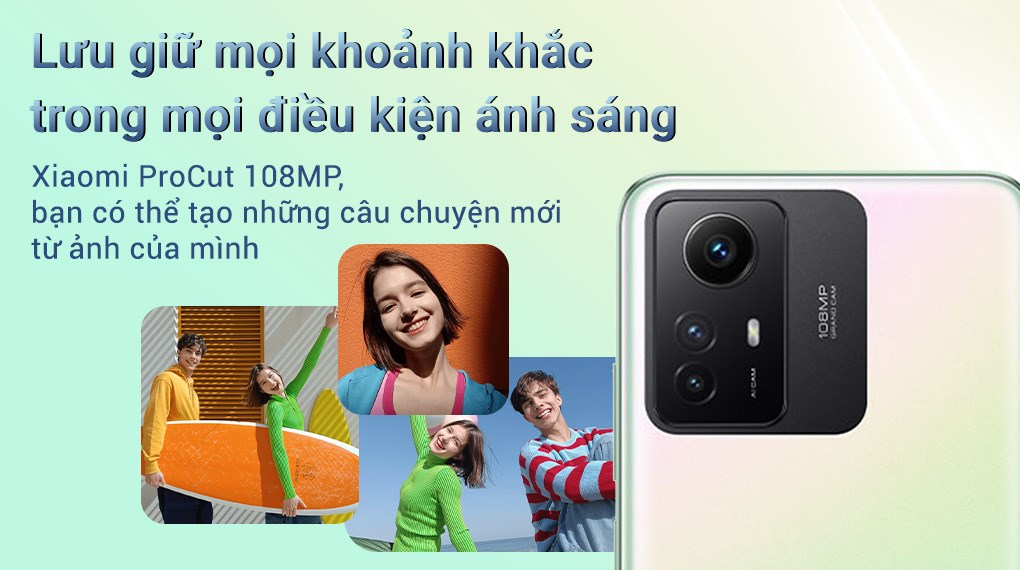 Lưu giữ mọi khoảnh khắc
trong mọi điều kiện ánh sáng
Xiaomi ProCut 108MP,
bạn có thể tạo những câu chuyện mới
từ ảnh của mình
108MP
GRAND CAM
AI CAM